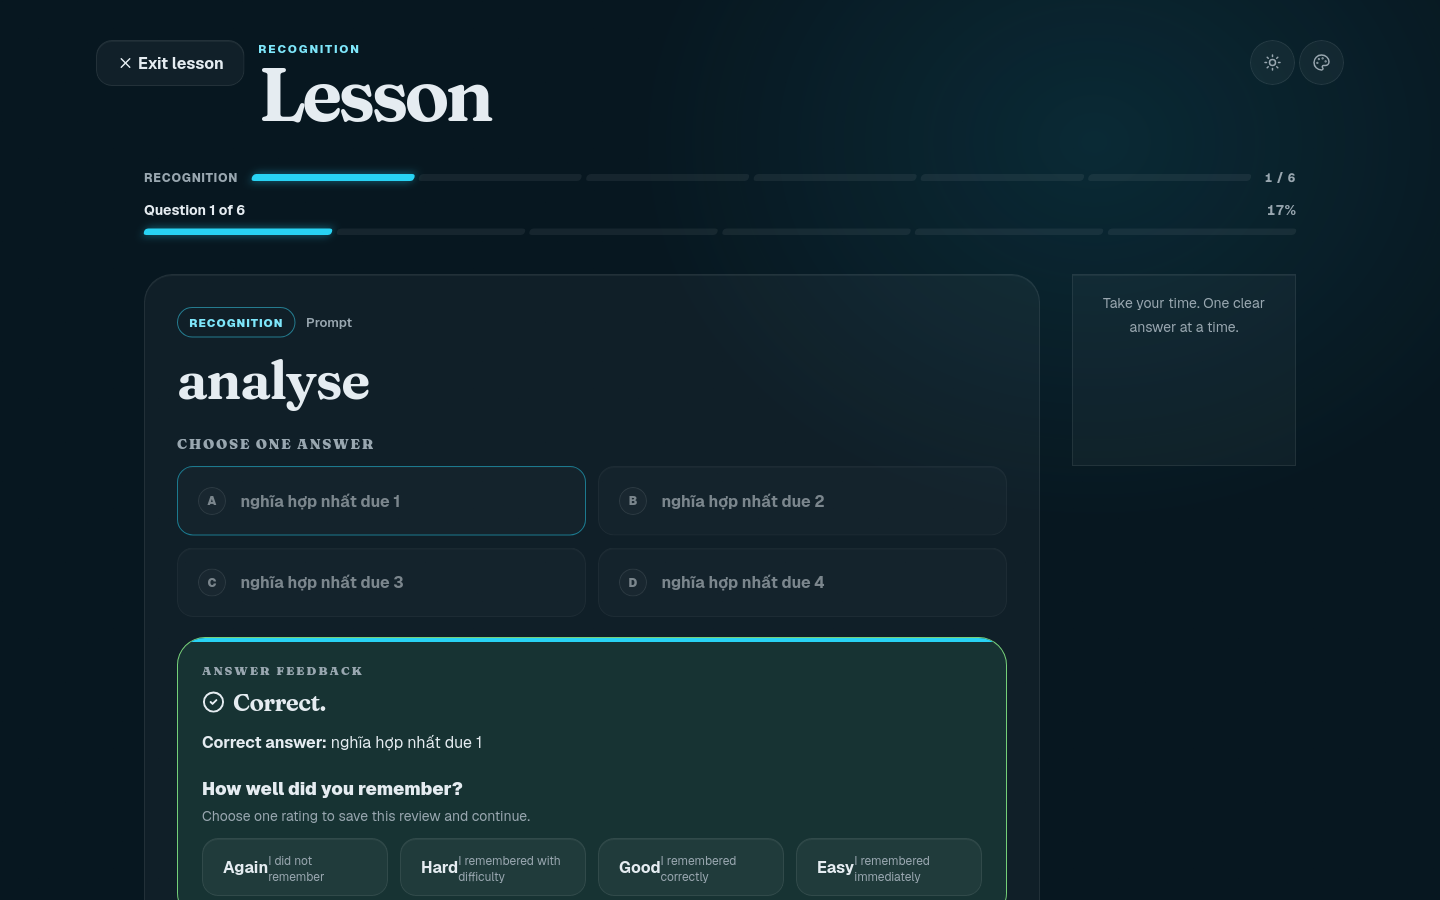 Exit lesson
RECOGNITION
Lesson
RECOGNITION
1 / 6
Question 1 of 6
17%
RECOGNITION
Prompt
analyse
CHOOSE ONE ANSWER
A
nghĩa hợp nhất due 1
B
nghĩa hợp nhất due 2
C
nghĩa hợp nhất due 3
D
nghĩa hợp nhất due 4
ANSWER FEEDBACK
Correct.
Correct answer: nghĩa hợp nhất due 1
How well did you remember?
Choose one rating to save this review and continue.
Again
I did not
remember
Hard
I remembered with
difficulty
Good
I remembered
correctly
Easy
I remembered
immediately
Take your time. One clear
answer at a time.